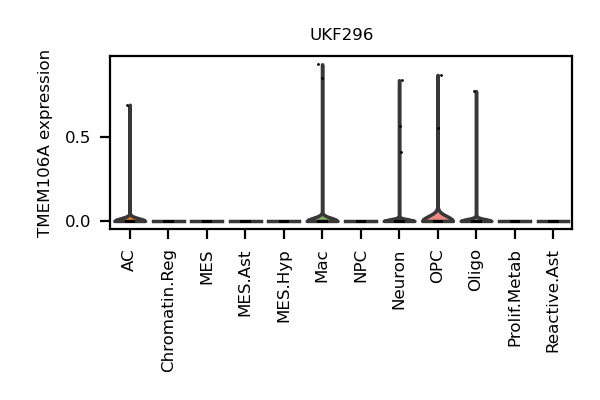 UKF296
TMEM106A expression
0.5
0.0
AC
Chromatin.Reg
MES
MES.Ast
MES.Hyp
Mac
NPC
Neuron
OPC
Oligo
Prolif.Metab
Reactive.Ast